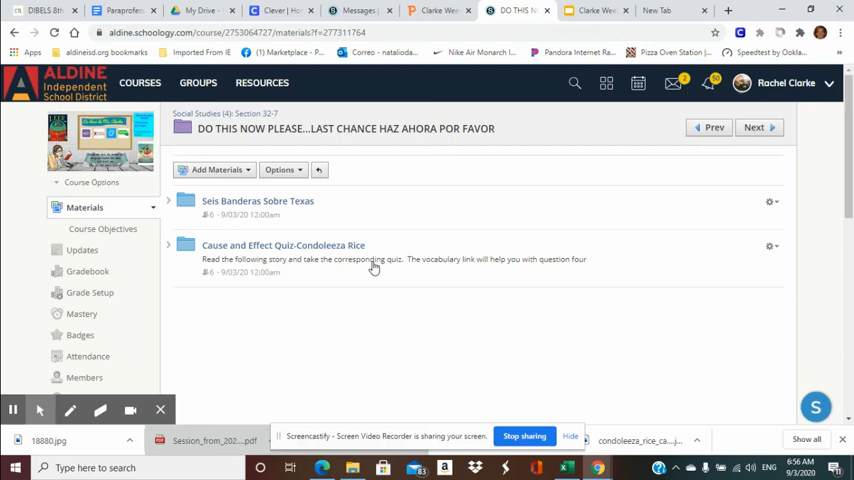 DIBELS 8th
Paraprofes
My Drive -
Clever | Ho
Messages |
Clarke Wee
DO THIS N
Clarke Wee
New Tab
aldine.schoology.com/course/2753064727/materials?f=277311764
aldineisd.org bookmarks
Imported From IE
Marketplace - P...
Correo - nataliodat...
Nike Air Monarch I...
Pandora Internet Ra...
Pizza Oven Station (...
Speedtest by Ookla...
ALDINE
Independent
School District
COURSES
GROUPS
RESOURCES
2
50
Rachel Clarke
Social Studies (4): Section 32-7
DO THIS NOW PLEASE...LAST CHANCE HAZ AHORA POR FAVOR
Prev
Next
Course Options
Add Materials
Options
Materials
Course Objectives
Updates
Gradebook
Grade Setup
Mastery
Badges
Attendance
Members
Seis Banderas Sobre Texas
6 - 9/03/20 12:00am
Cause and Effect Quiz-Condoleeza Rice
Read the following story and take the corresponding quiz. The vocabulary link will help you with question four
6 - 9/03/20 12:00am
S
18880.jpg
Session_from_202....pdf
Screencastify - Screen Video Recorder is sharing your screen.
Stop sharing
Hide
condoleeza_rice_ca....j...
Show all
Type here to search
83
ENG
6:56 AM
9/3/2020